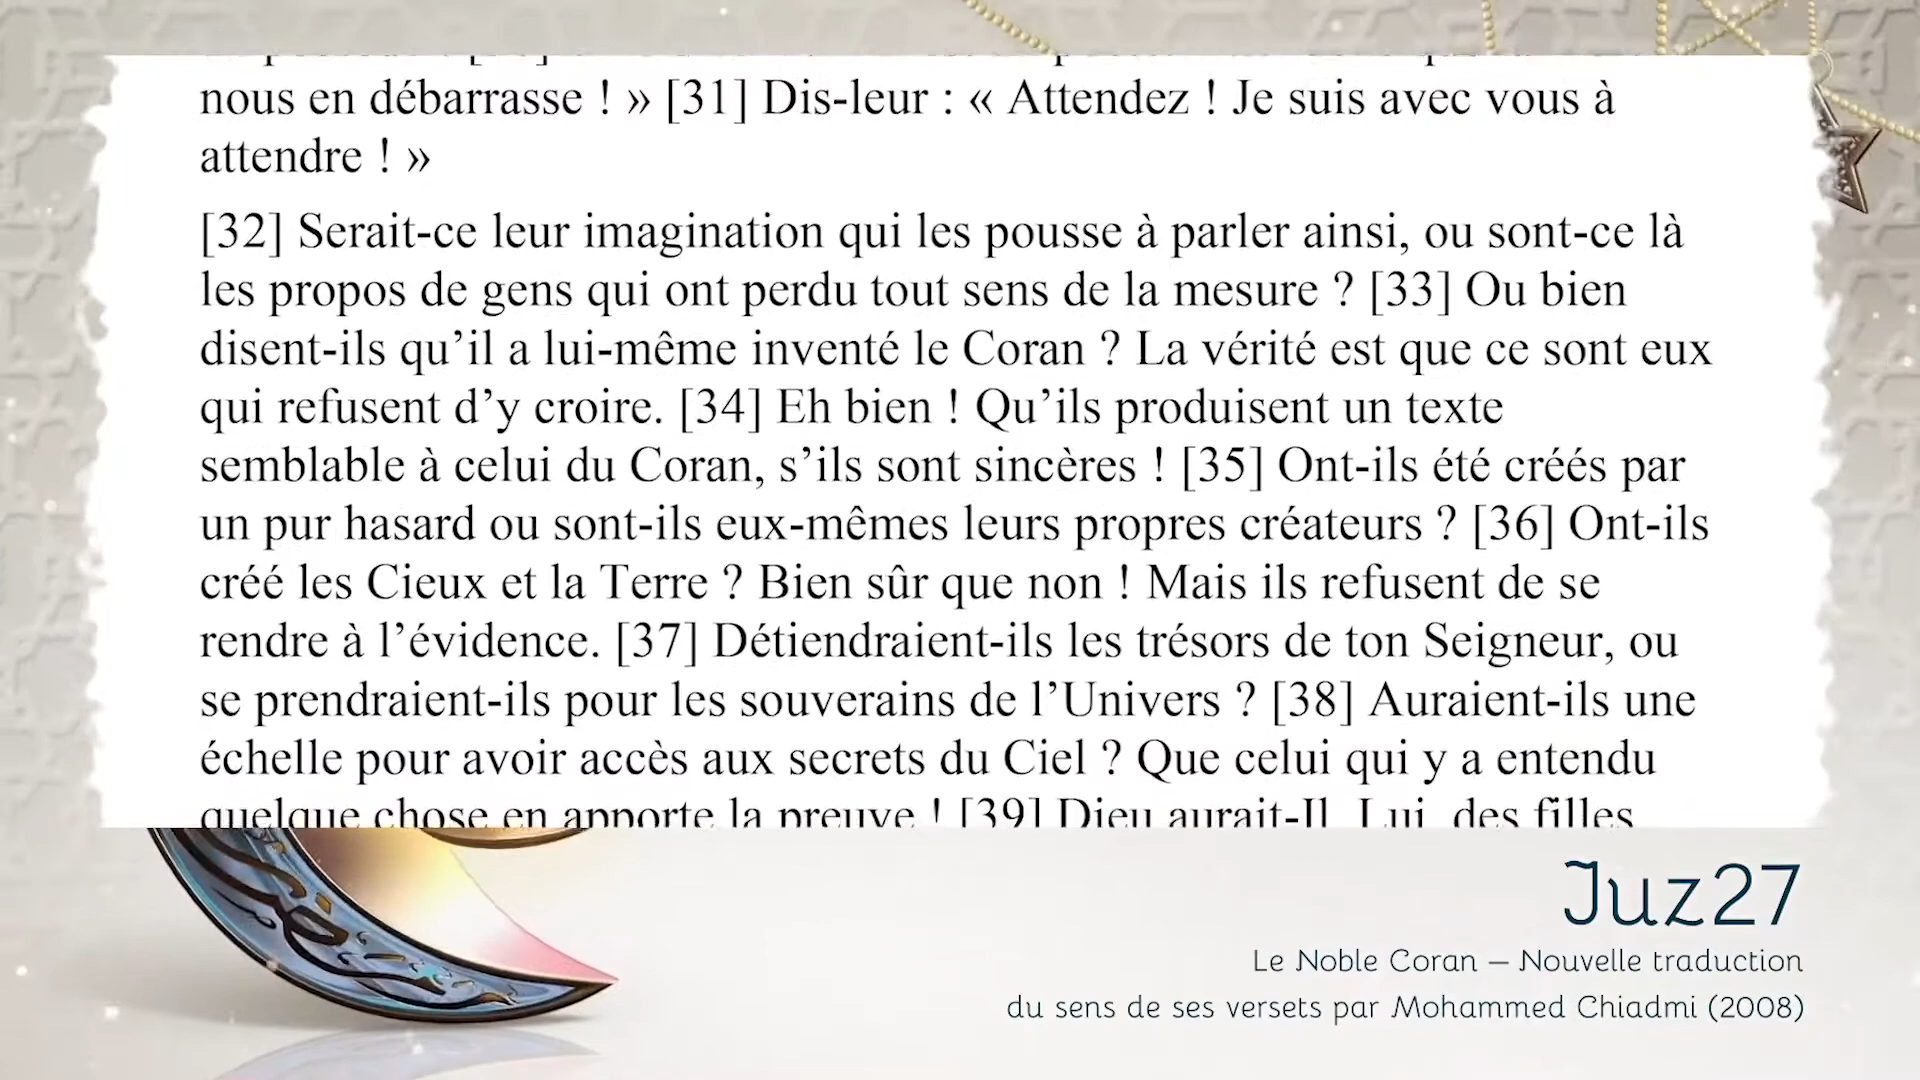 nous en débarrasse ! » [31] Dis-leur : « Attendez ! Je suis avec vous à
attendre ! »
[32] Serait-ce leur imagination qui les pousse à parler ainsi, ou sont-ce là
les propos de gens qui ont perdu tout sens de la mesure ? [33] Ou bien
disent-ils qu’il a lui-même inventé le Coran ? La vérité est que ce sont eux
qui refusent d’y croire. [34] Eh bien ! Qu’ils produisent un texte
semblable à celui du Coran, s’ils sont sincères ! [35] Ont-ils été créés par
un pur hasard ou sont-ils eux-mêmes leurs propres créateurs ? [36] Ont-ils
créé les Cieux et la Terre ? Bien sûr que non ! Mais ils refusent de se
rendre à l’évidence. [37] Détiendraient-ils les trésors de ton Seigneur, ou
se prendraient-ils pour les souverains de l’Univers ? [38] Auraient-ils une
échelle pour avoir accès aux secrets du Ciel ? Que celui qui y a entendu
quelque chose en apporte la preuve ! [39] Dieu aurait-Il, Lui, des filles
Juz27
Le Noble Coran – Nouvelle traduction
du sens de ses versets par Mohammed Chiadmi (2008)